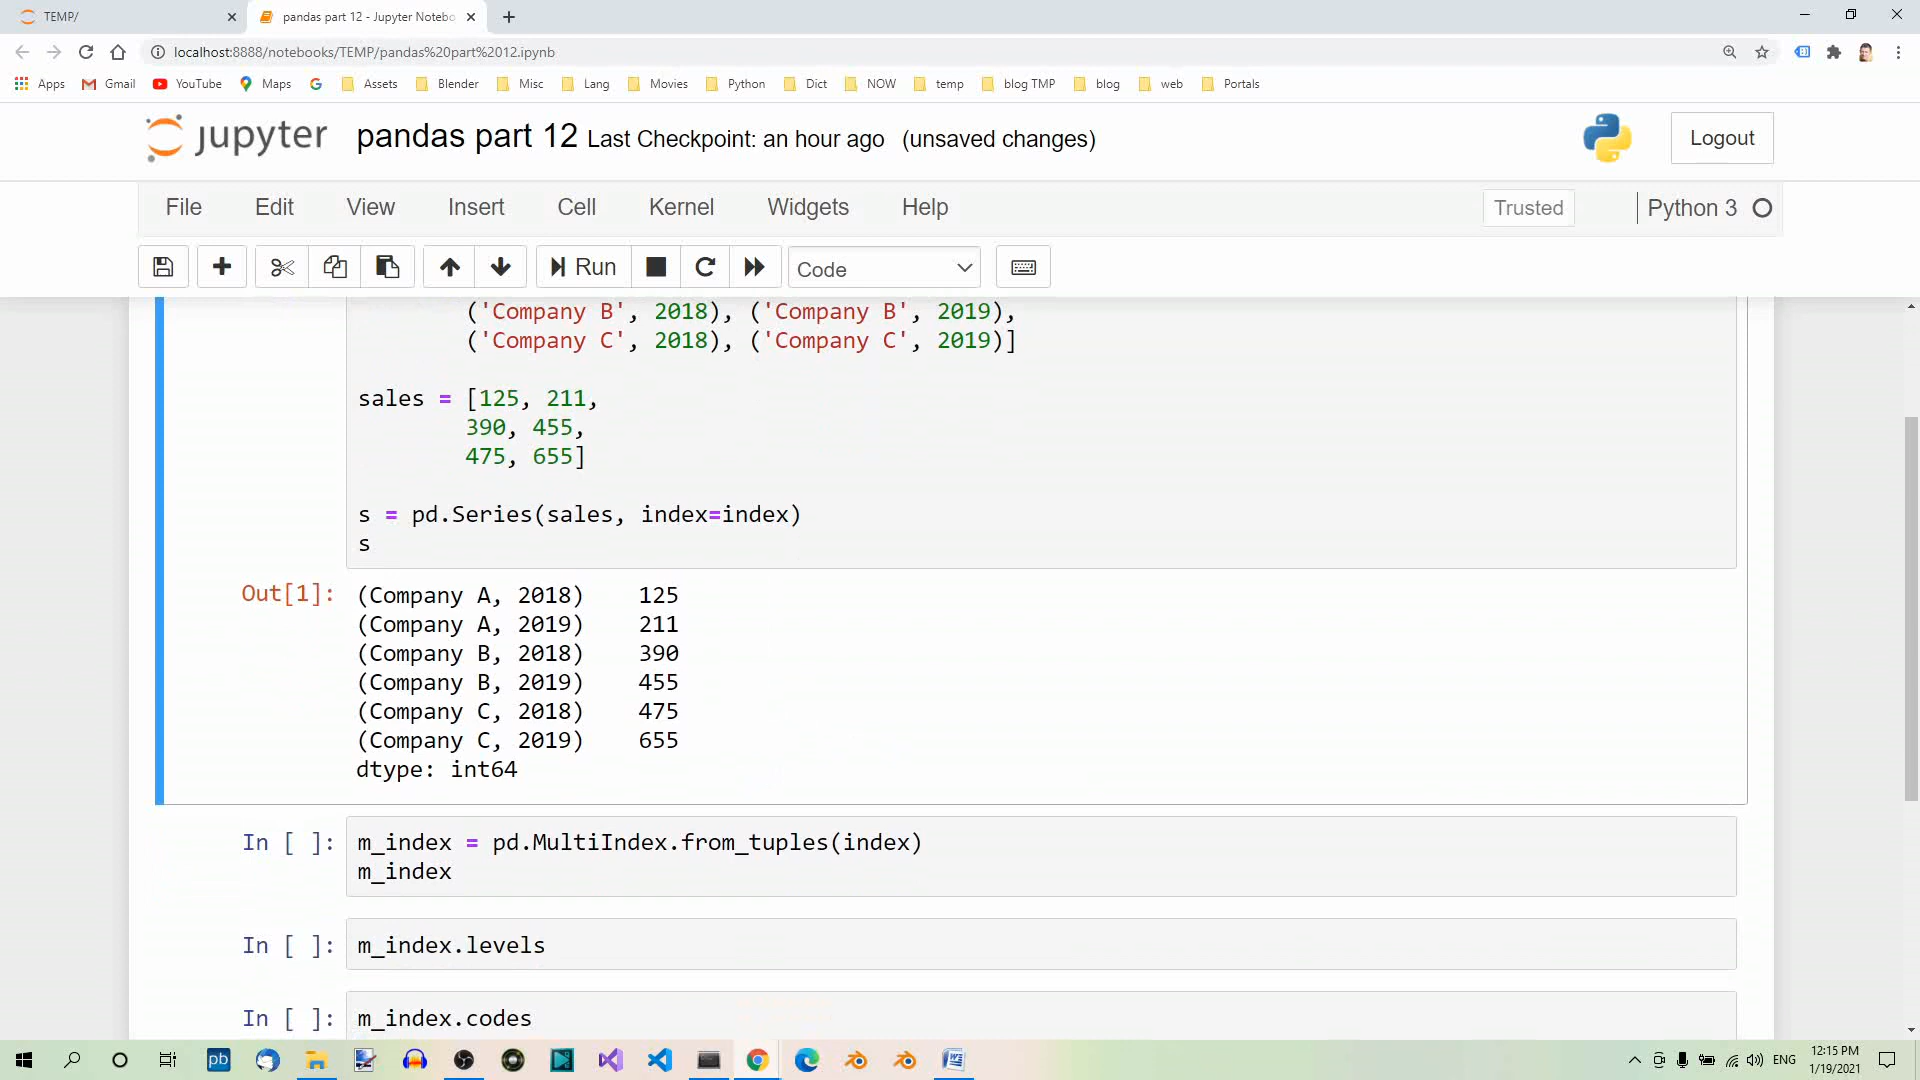 TEMP/
pandas part 12 - Jupyter Notebo
localhost:8888/notebooks/TEMP/pandas%20part%2012.ipynb
Apps Gmail YouTube Maps Assets Blender Misc Lang Movies Python Dict NOW temp blog TMP blog web Portals
jupyter pandas part 12 Last Checkpoint: an hour ago (unsaved changes) Logout
File Edit View Insert Cell Kernel Widgets Help Trusted Python 3
Run Code
('Company B', 2018), ('Company B', 2019),
('Company C', 2018), ('Company C', 2019)]
sales = [125, 211,
390, 455,
475, 655]
s = pd.Series(sales, index=index)
s
Out[1]: (Company A, 2018) 125
(Company A, 2019) 211
(Company B, 2018) 390
(Company B, 2019) 455
(Company C, 2018) 475
(Company C, 2019) 655
dtype: int64
In [ ]: m_index = pd.MultiIndex.from_tuples(index)
m_index
In [ ]: m_index.levels
In [ ]: m_index.codes
pb ENG 12:15 PM
1/19/2021